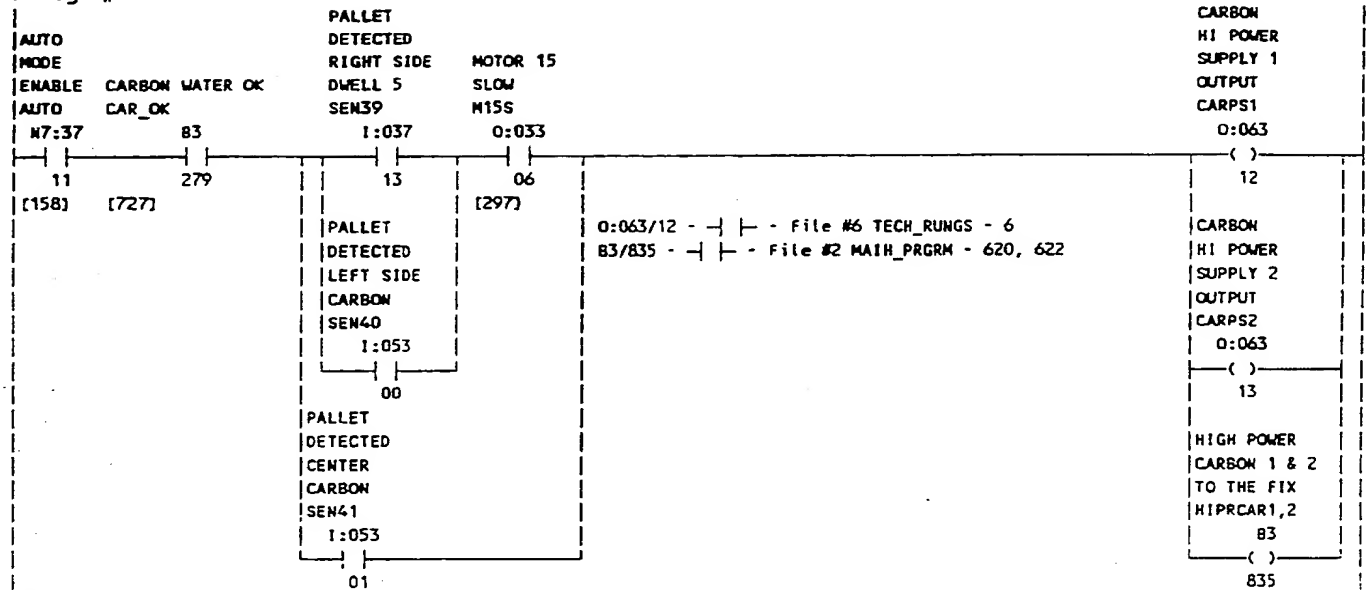 PALLET CARBON
AUTO DETECTED HI POWER
MODE RIGHT SIDE MOTOR 15 SUPPLY 1
ENABLE CARBON WATER OK DWELL 5 SLOW OUTPUT
AUTO CAR_OK SEN39 M15S CARPS1
N7:37 B3 I:037 O:033 O:063
11 279 13 06 12
[158] [727] [297]
PALLET O:063/12 - ┤ ├ - File #6 TECH_RUNGS - 6 CARBON
DETECTED B3/835 - ┤ ├ - File #2 MAIN_PRGRM - 620, 622 HI POWER
LEFT SIDE SUPPLY 2
CARBON OUTPUT
SEN40 CARPS2
I:053 O:063
00 13
PALLET
DETECTED HIGH POWER
CENTER CARBON 1 & 2
CARBON TO THE FIX
SEN41 HIPRCAR1,2
I:053 B3
01 835